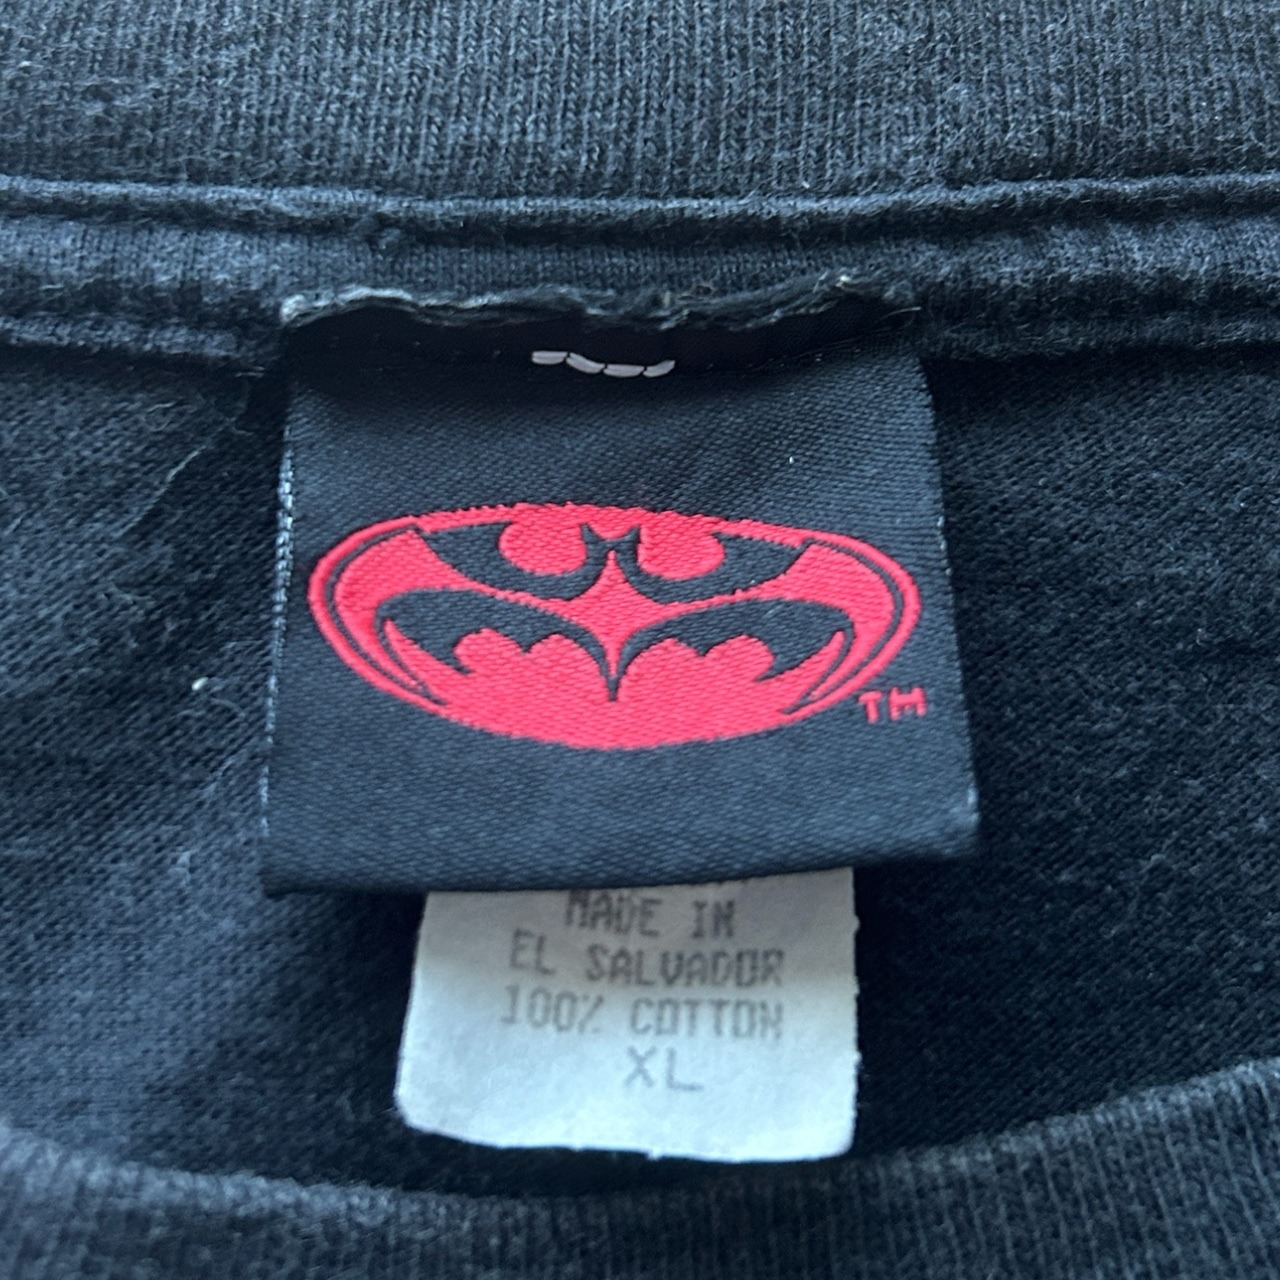 TM
MADE IN
EL SALVADOR
100% COTTON
XL